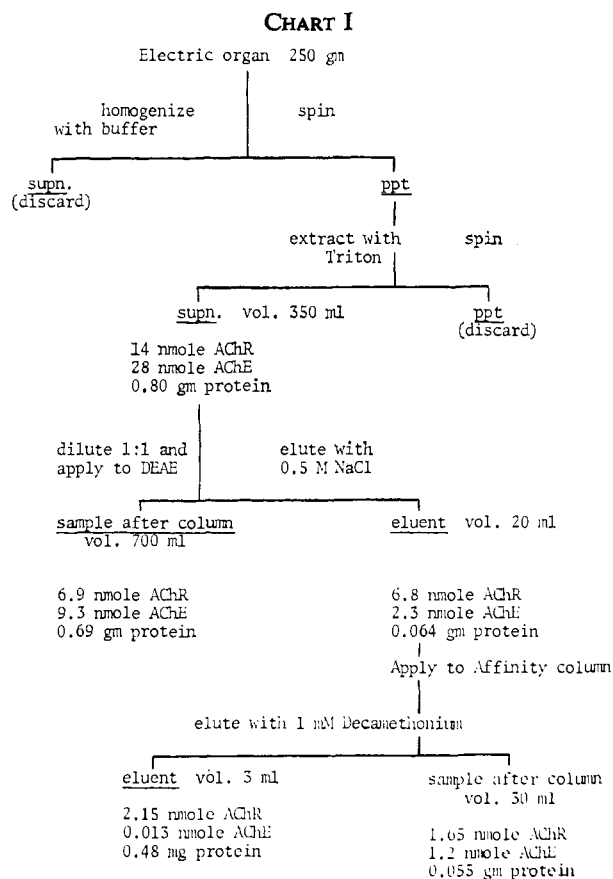 CHART I
Electric organ 250 gm
homogenize spin
with buffer
supn. ppt
(discard)
extract with spin
Triton
supn. vol. 350 ml ppt
(discard)
14 nmole AChR
28 nmole AChE
0.80 gm protein
dilute 1:1 and elute with
apply to DEAE 0.5 M NaCl
sample after column eluent vol. 20 ml
vol. 700 ml
6.9 nmole AChR 6.8 nmole AChR
9.3 nmole AChE 2.3 nmole AChE
0.69 gm protein 0.064 gm protein
Apply to Affinity column
elute with 1 mM Decamethonium
eluent vol. 3 ml sample after column
vol. 30 ml
2.15 nmole AChR
0.013 nmole AChE 1.65 nmole AChR
0.48 mg protein 1.2 nmole AChE
0.055 gm protein